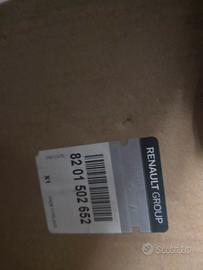 RENAULT GROUP
82 01 502 652
X1
Subito